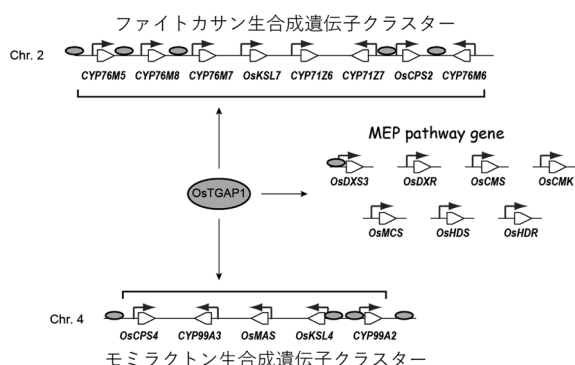 ファイトカサン生合成遺伝子クラスター
Chr. 2
CYP76M5 CYP76M8 CYP76M7 OsKSL7 CYP71Z6 CYP71Z7 OsCPS2 CYP76M6
MEP pathway gene
OsTGAP1
OsDXS3 OsDXR OsCMS OsCMK
OsMCS OsHDS OsHDR
Chr. 4
OsCPS4 CYP99A3 OsMAS OsKSL4 CYP99A2
モミラクトン生合成遺伝子クラスター